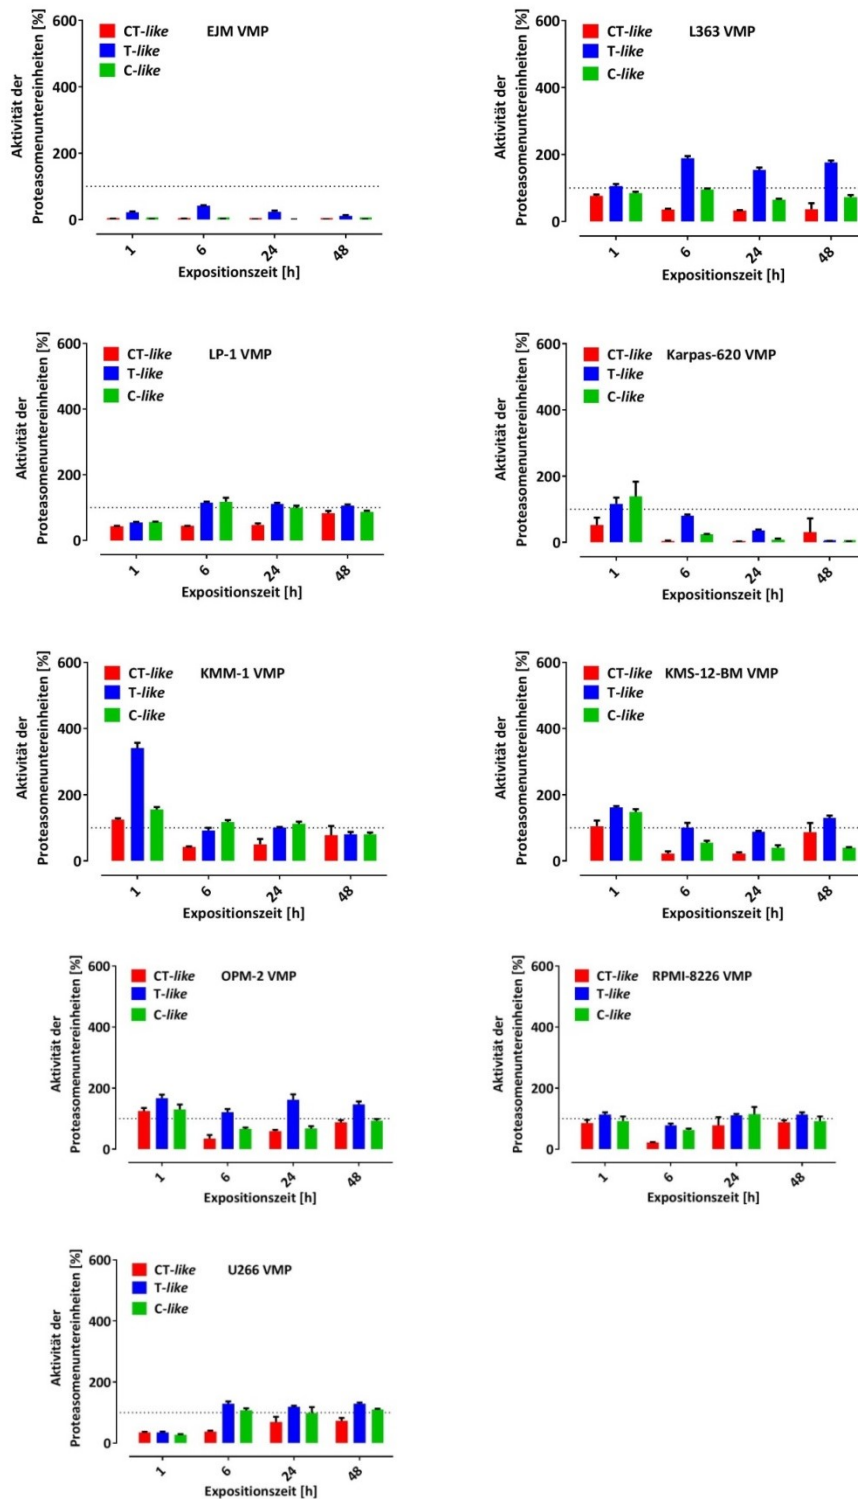 Aktivität der
Proteasomenuntereinheiten [%]
600
400
200
0
CT-like
T-like
C-like
EJM VMP
1
6
24
48
Expositionszeit [h]
Aktivität der
Proteasomenuntereinheiten [%]
600
400
200
0
CT-like
T-like
C-like
L363 VMP
1
6
24
48
Expositionszeit [h]
Aktivität der
Proteasomenuntereinheiten [%]
600
400
200
0
CT-like
T-like
C-like
LP-1 VMP
1
6
24
48
Expositionszeit [h]
Aktivität der
Proteasomenuntereinheiten [%]
600
400
200
0
CT-like
T-like
C-like
Karpas-620 VMP
1
6
24
48
Expositionszeit [h]
Aktivität der
Proteasomenuntereinheiten [%]
600
400
200
0
CT-like
T-like
C-like
KMM-1 VMP
1
6
24
48
Expositionszeit [h]
Aktivität der
Proteasomenuntereinheiten [%]
600
400
200
0
CT-like
T-like
C-like
KMS-12-BM VMP
1
6
24
48
Expositionszeit [h]
Aktivität der
Proteasomenuntereinheiten [%]
600
400
200
0
CT-like
T-like
C-like
OPM-2 VMP
1
6
24
48
Expositionszeit [h]
Aktivität der
Proteasomenuntereinheiten [%]
600
400
200
0
CT-like
T-like
C-like
RPMI-8226 VMP
1
6
24
48
Expositionszeit [h]
Aktivität der
Proteasomenuntereinheiten [%]
600
400
200
0
CT-like
T-like
C-like
U266 VMP
1
6
24
48
Expositionszeit [h]